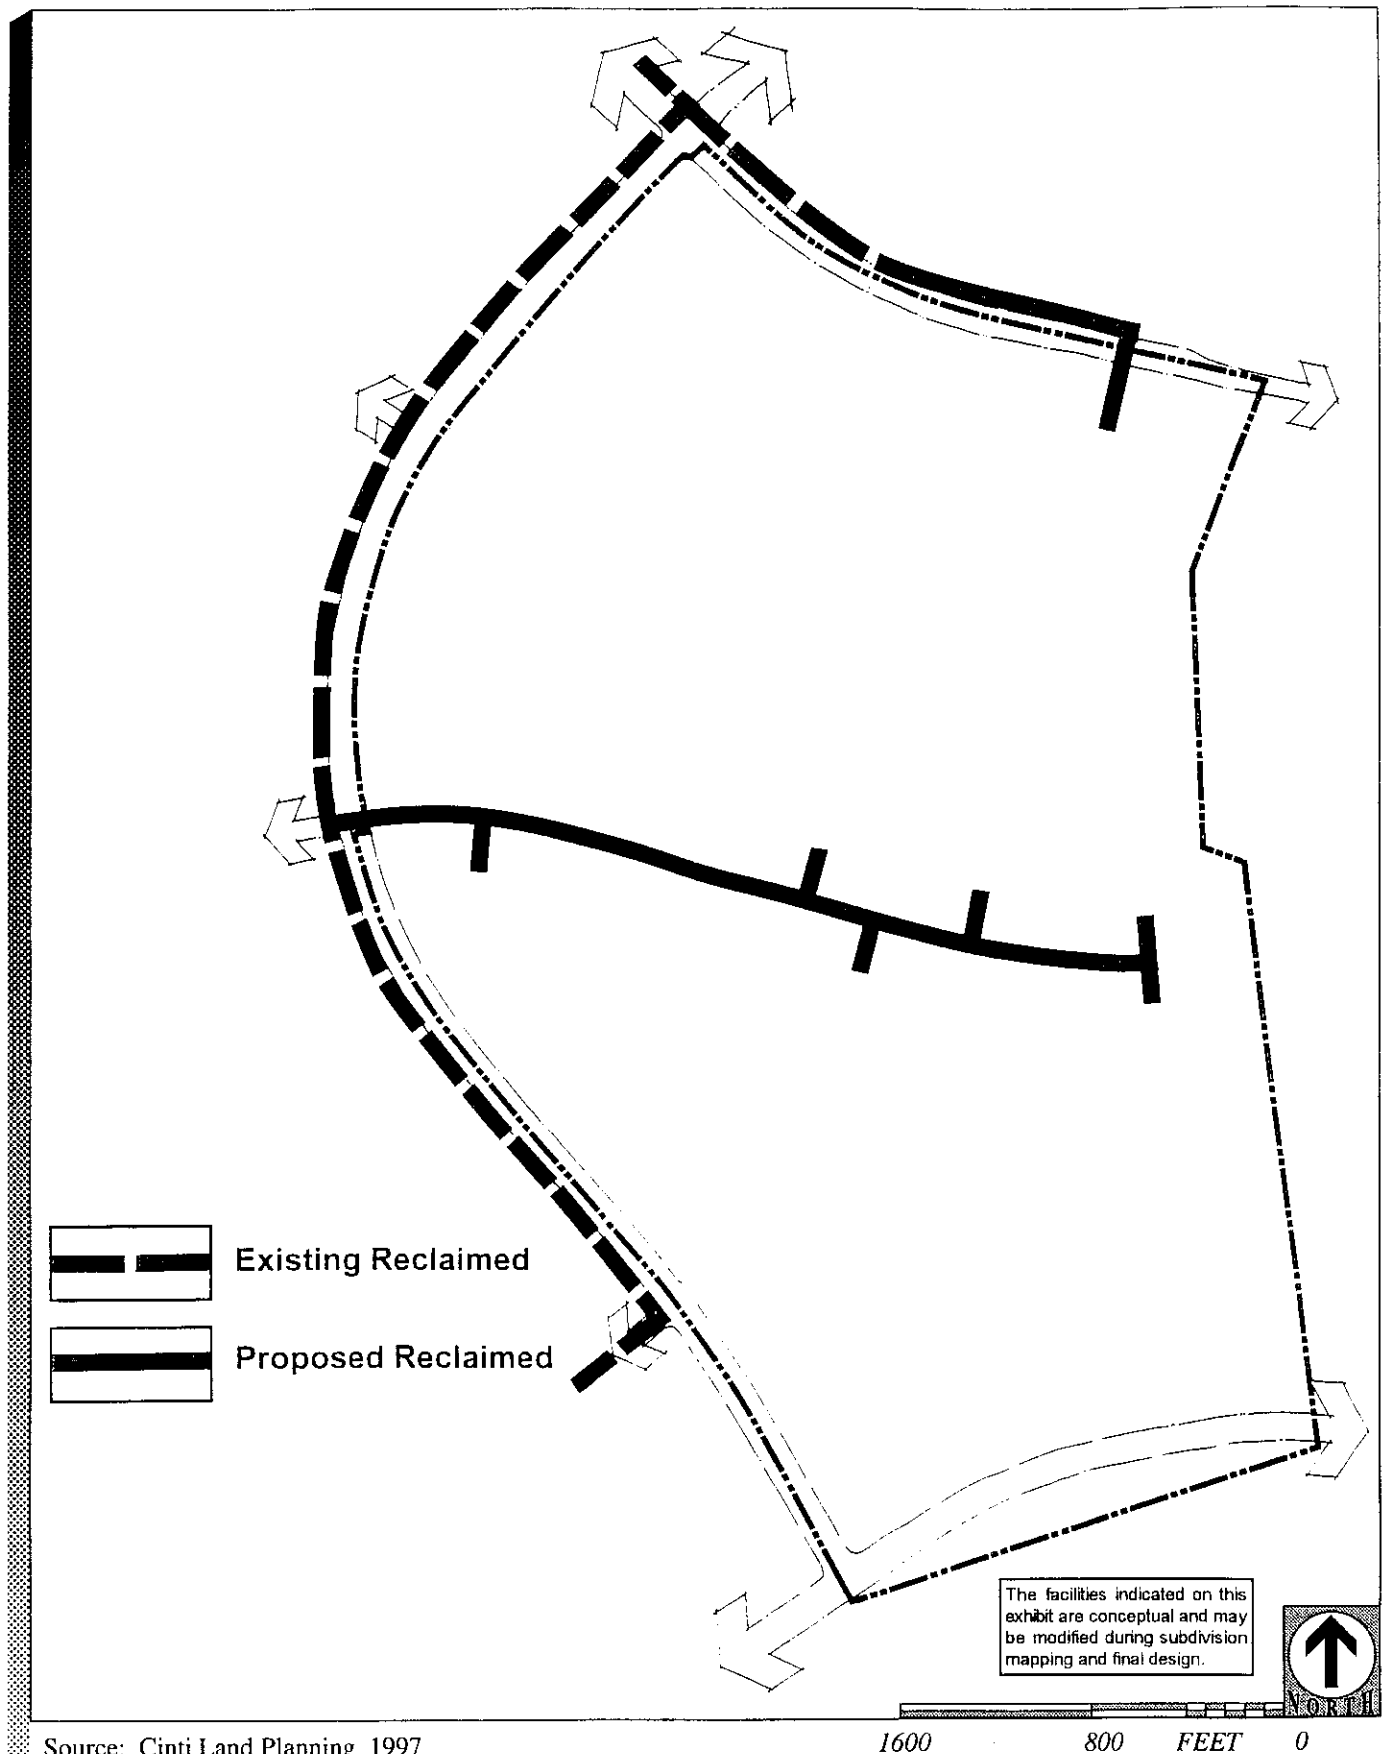 Existing Reclaimed
Proposed Reclaimed
The facilities indicated on this
exhibit are conceptual and may
be modified during subdivision
mapping and final design.
NORTH
1600 800 FEET 0
Source: Cinti Land Planning 1997